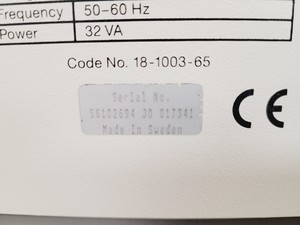 Frequency 50-60 Hz
Power 32 VA
Code No. 18-1003-65
Serial No.
Made in Sweden
CE